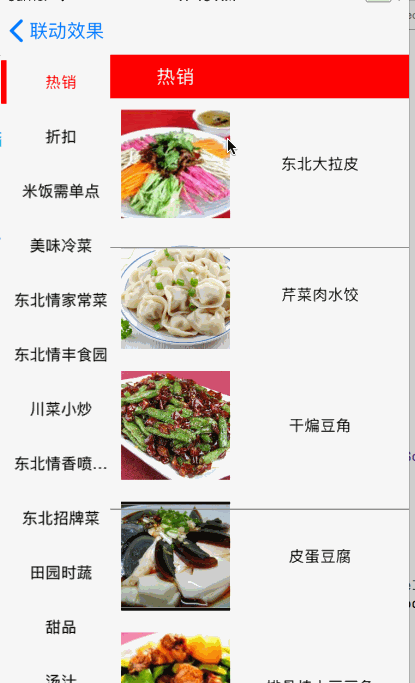 联动效果
热销
折扣
米饭需单点
美味冷菜
东北情家常菜
东北情丰食园
川菜小炒
东北情香喷...
东北招牌菜
田园时蔬
甜品
汤汁
热销
东北大拉皮
芹菜肉水饺
干煸豆角
皮蛋豆腐